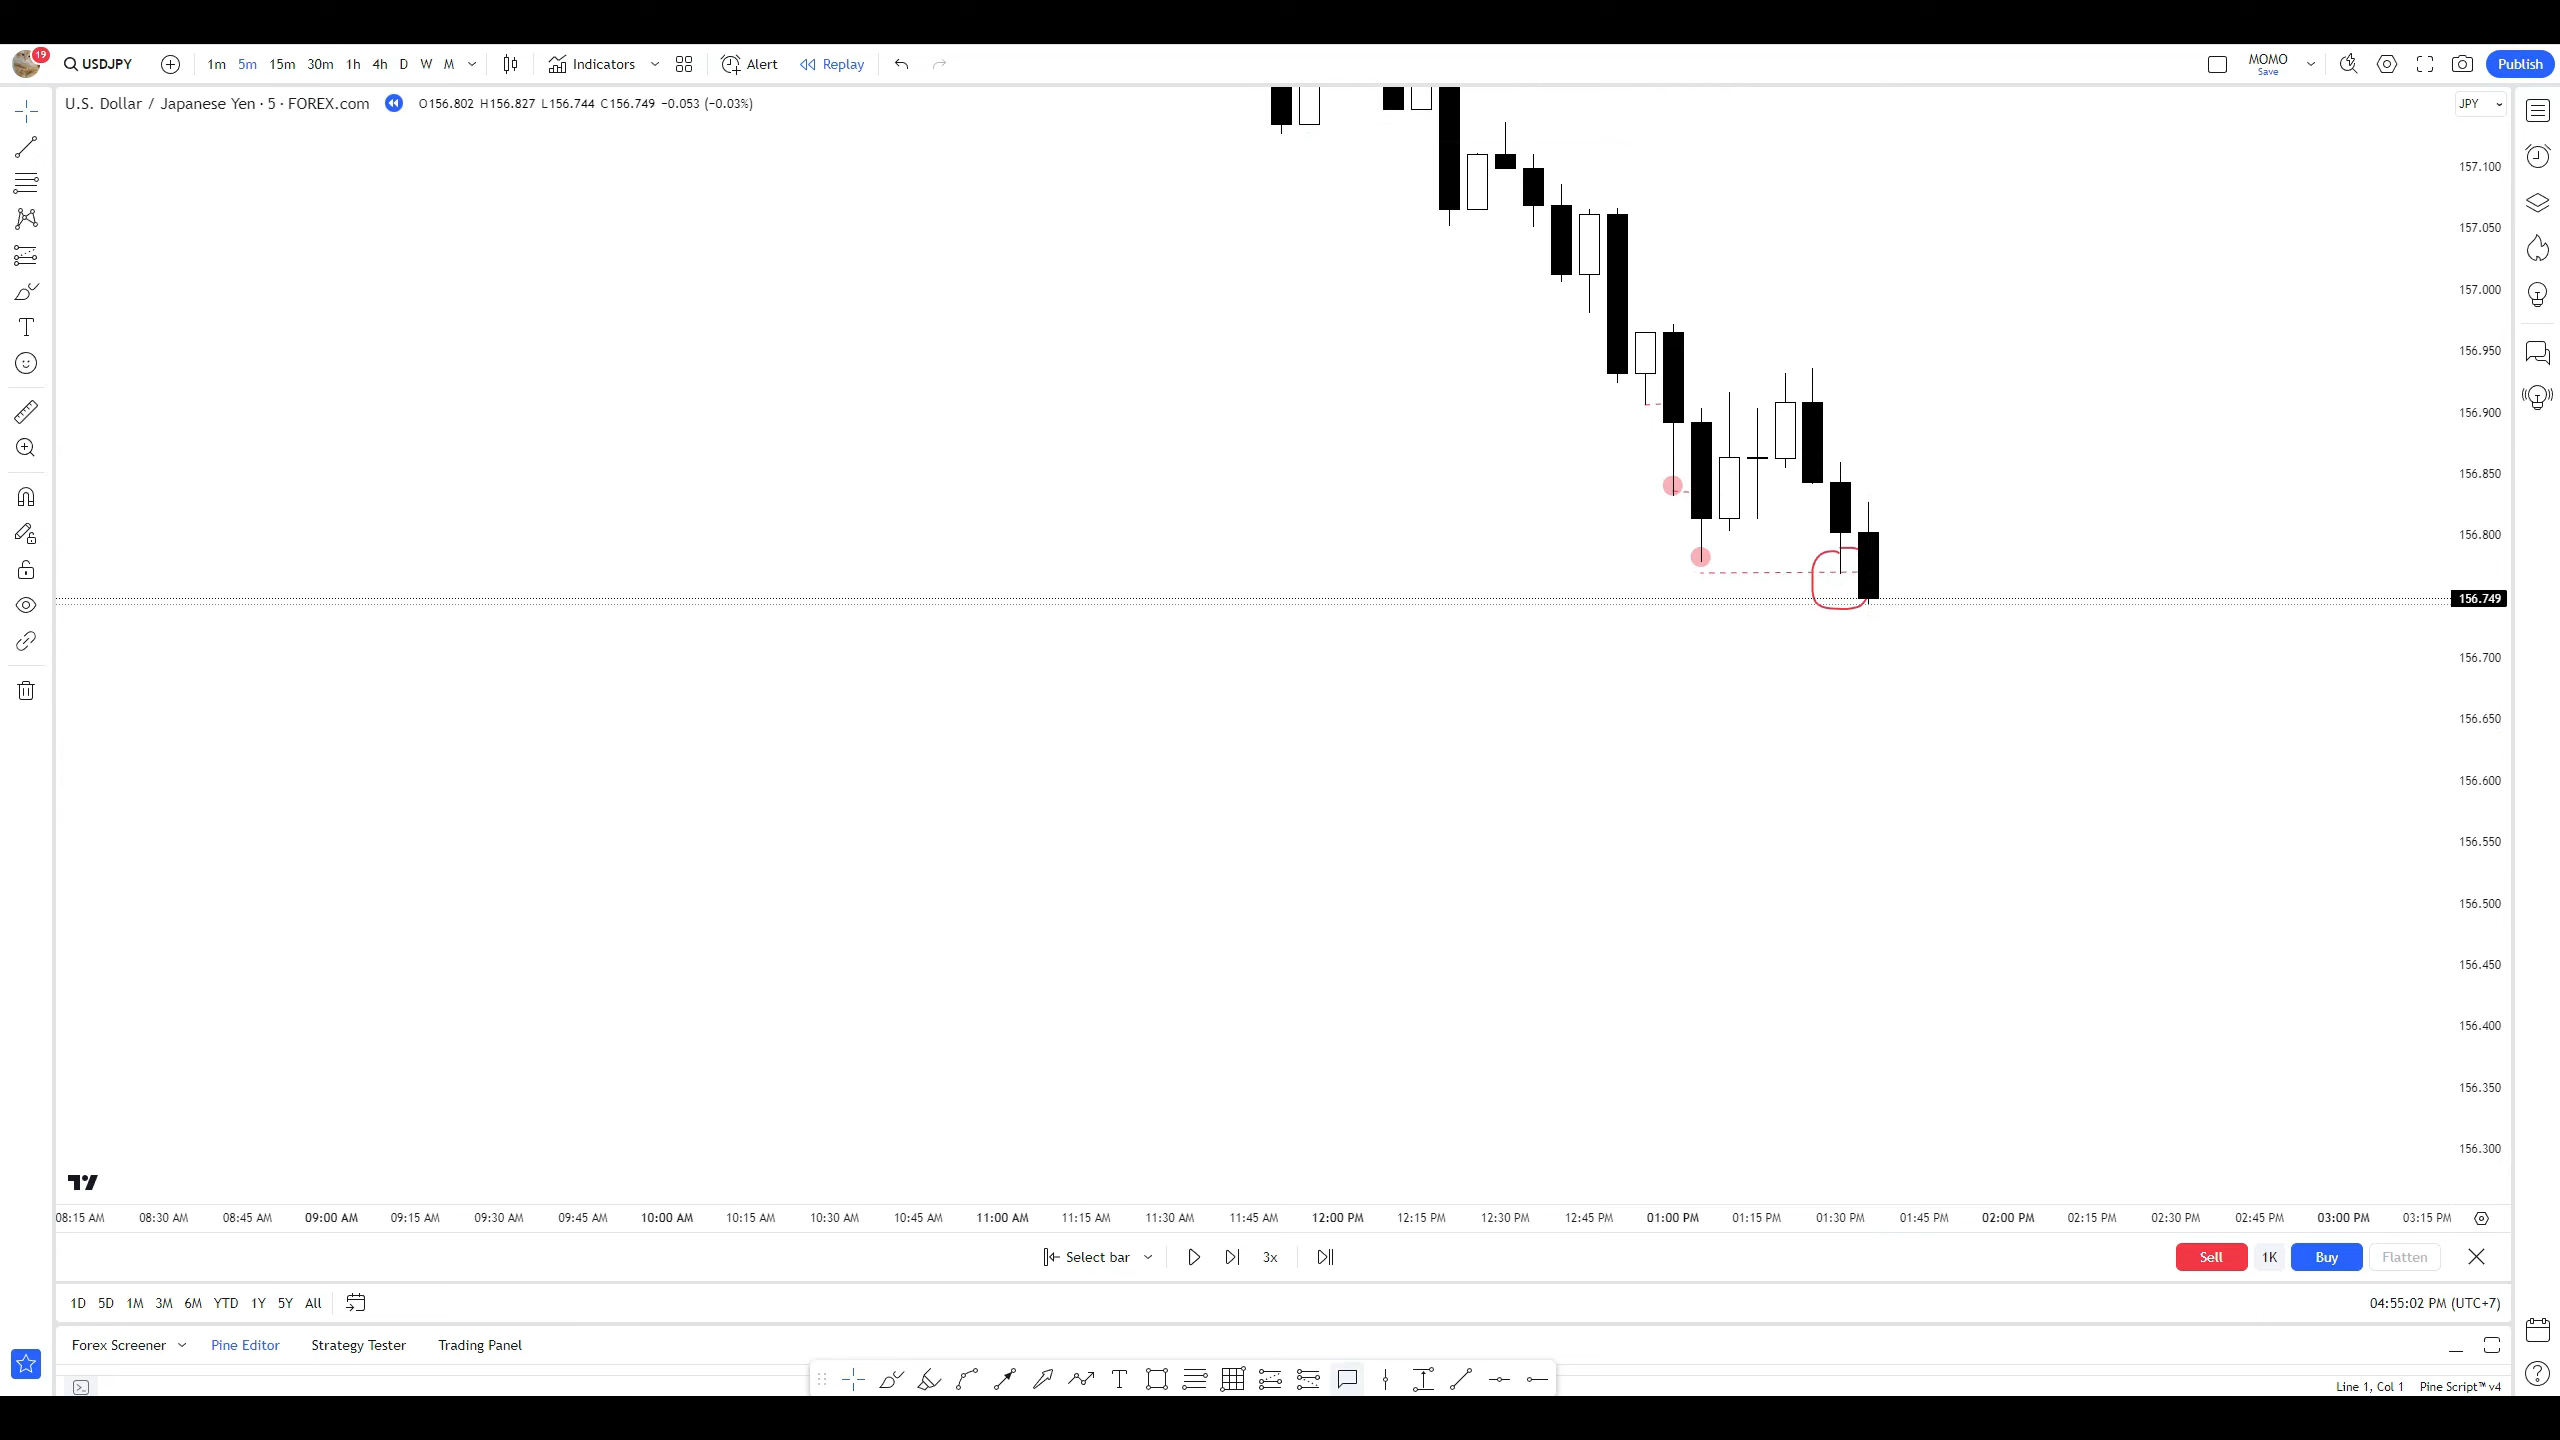 19 USDJPY 1m 5m 15m 30m 1h 4h D W M Indicators Alert Replay MOMO Save Publish
U.S. Dollar / Japanese Yen · 5 · FOREX.com O156.802 H156.827 L156.744 C156.749 −0.053 (−0.03%) JPY
157.100
157.050
157.000
156.950
156.900
156.850
156.800
156.749
156.700
156.650
156.600
156.550
156.500
156.450
156.400
156.350
156.300
08:15 AM 08:30 AM 08:45 AM 09:00 AM 09:15 AM 09:30 AM 09:45 AM 10:00 AM 10:15 AM 10:30 AM 10:45 AM 11:00 AM 11:15 AM 11:30 AM 11:45 AM 12:00 PM 12:15 PM 12:30 PM 12:45 PM 01:00 PM 01:15 PM 01:30 PM 01:45 PM 02:00 PM 02:15 PM 02:30 PM 02:45 PM 03:00 PM 03:15 PM
Select bar 3x Sell 1K Buy Flatten
1D 5D 1M 3M 6M YTD 1Y 5Y All 04:55:02 PM (UTC+7)
Forex Screener Pine Editor Strategy Tester Trading Panel
Line 1, Col 1 Pine Script™ v4